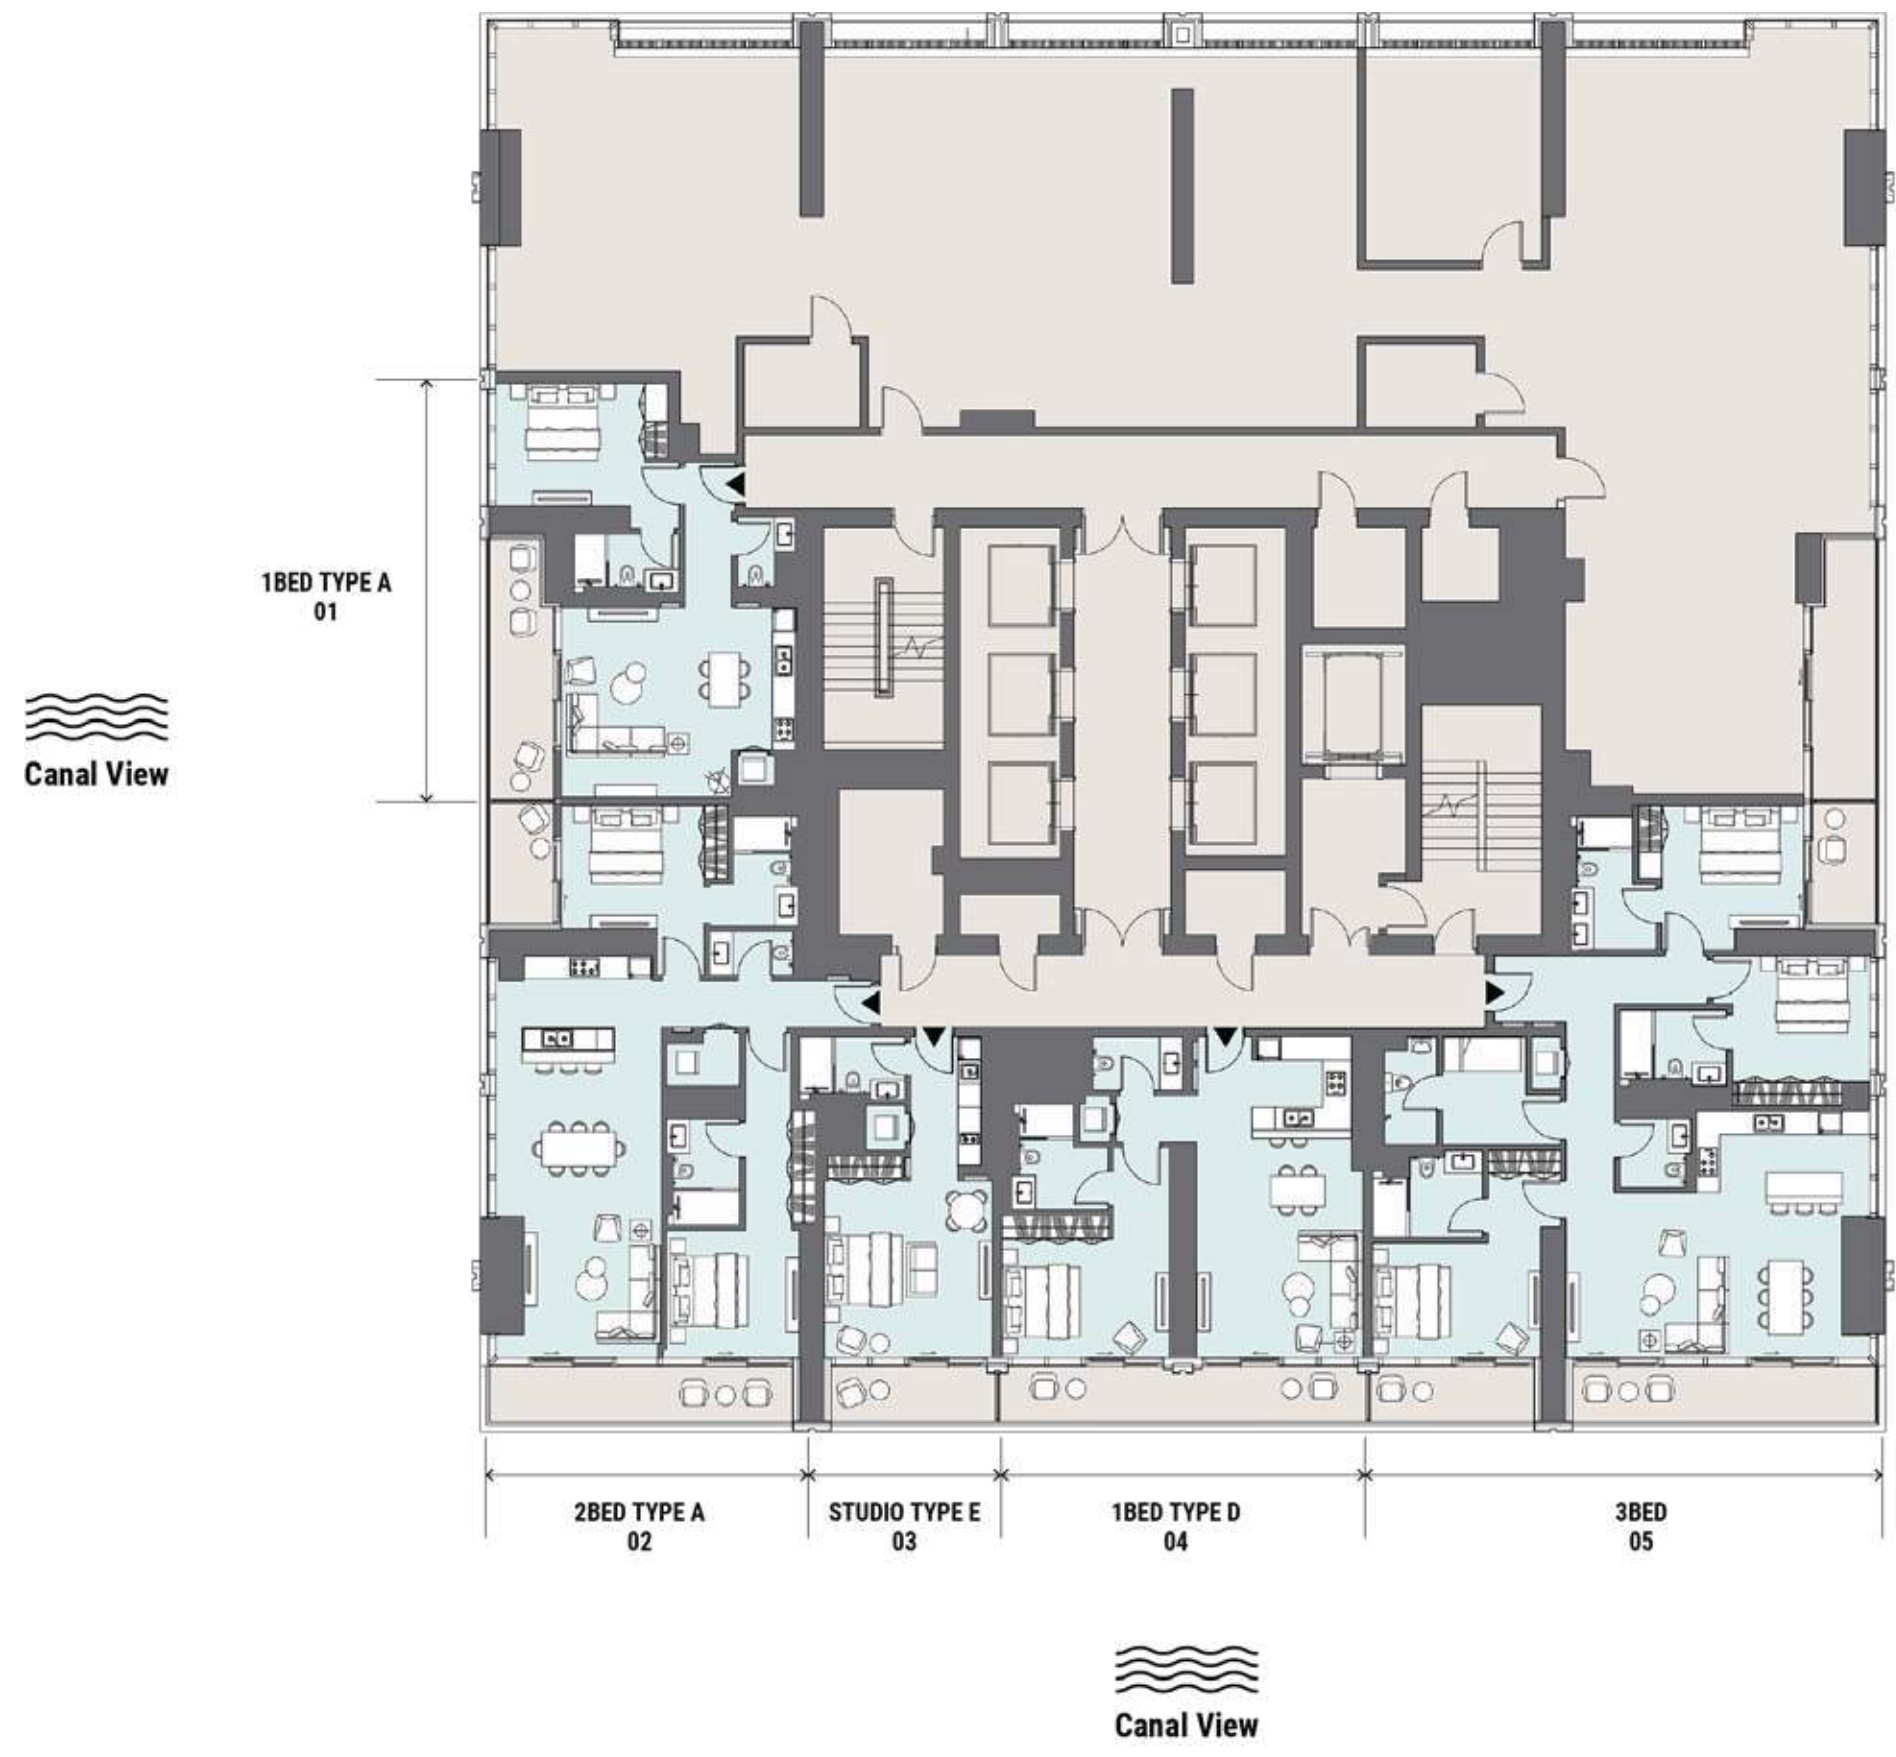 1BED TYPE A
01
Canal View
2BED TYPE A
02
STUDIO TYPE E
03
1BED TYPE D
04
3BED
05
Canal View